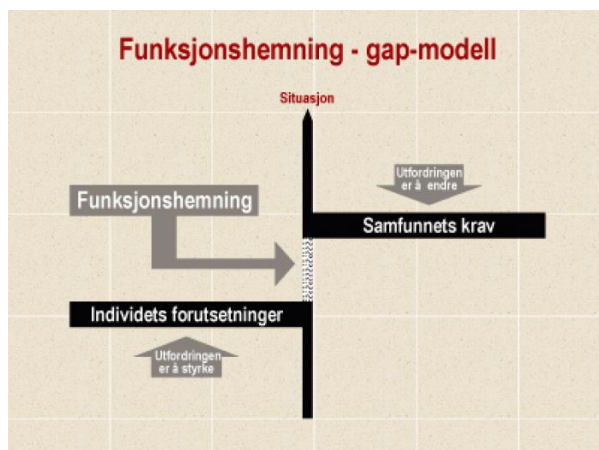 Funksjonshemning - gap-modell
Situasjon
Utfordringen
er å endre
Funksjonshemning
Samfunnets krav
Individets forutsetninger
Utfordringen
er å styrke